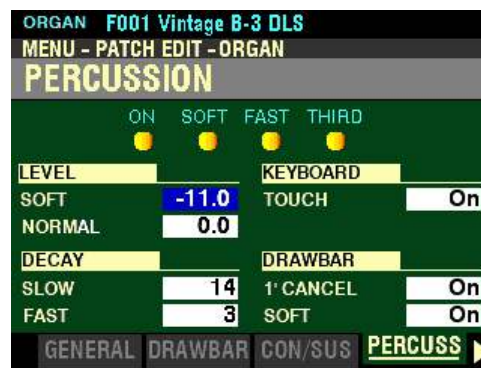 ORGAN F001 Vintage B-3 DLS
MENU - PATCH EDIT - ORGAN
PERCUSSION
ON SOFT FAST THIRD
LEVEL KEYBOARD
SOFT -11.0 TOUCH On
NORMAL 0.0
DECAY DRAWBAR
SLOW 14 1' CANCEL On
FAST 3 SOFT On
GENERAL DRAWBAR CON/SUS PERCUSS